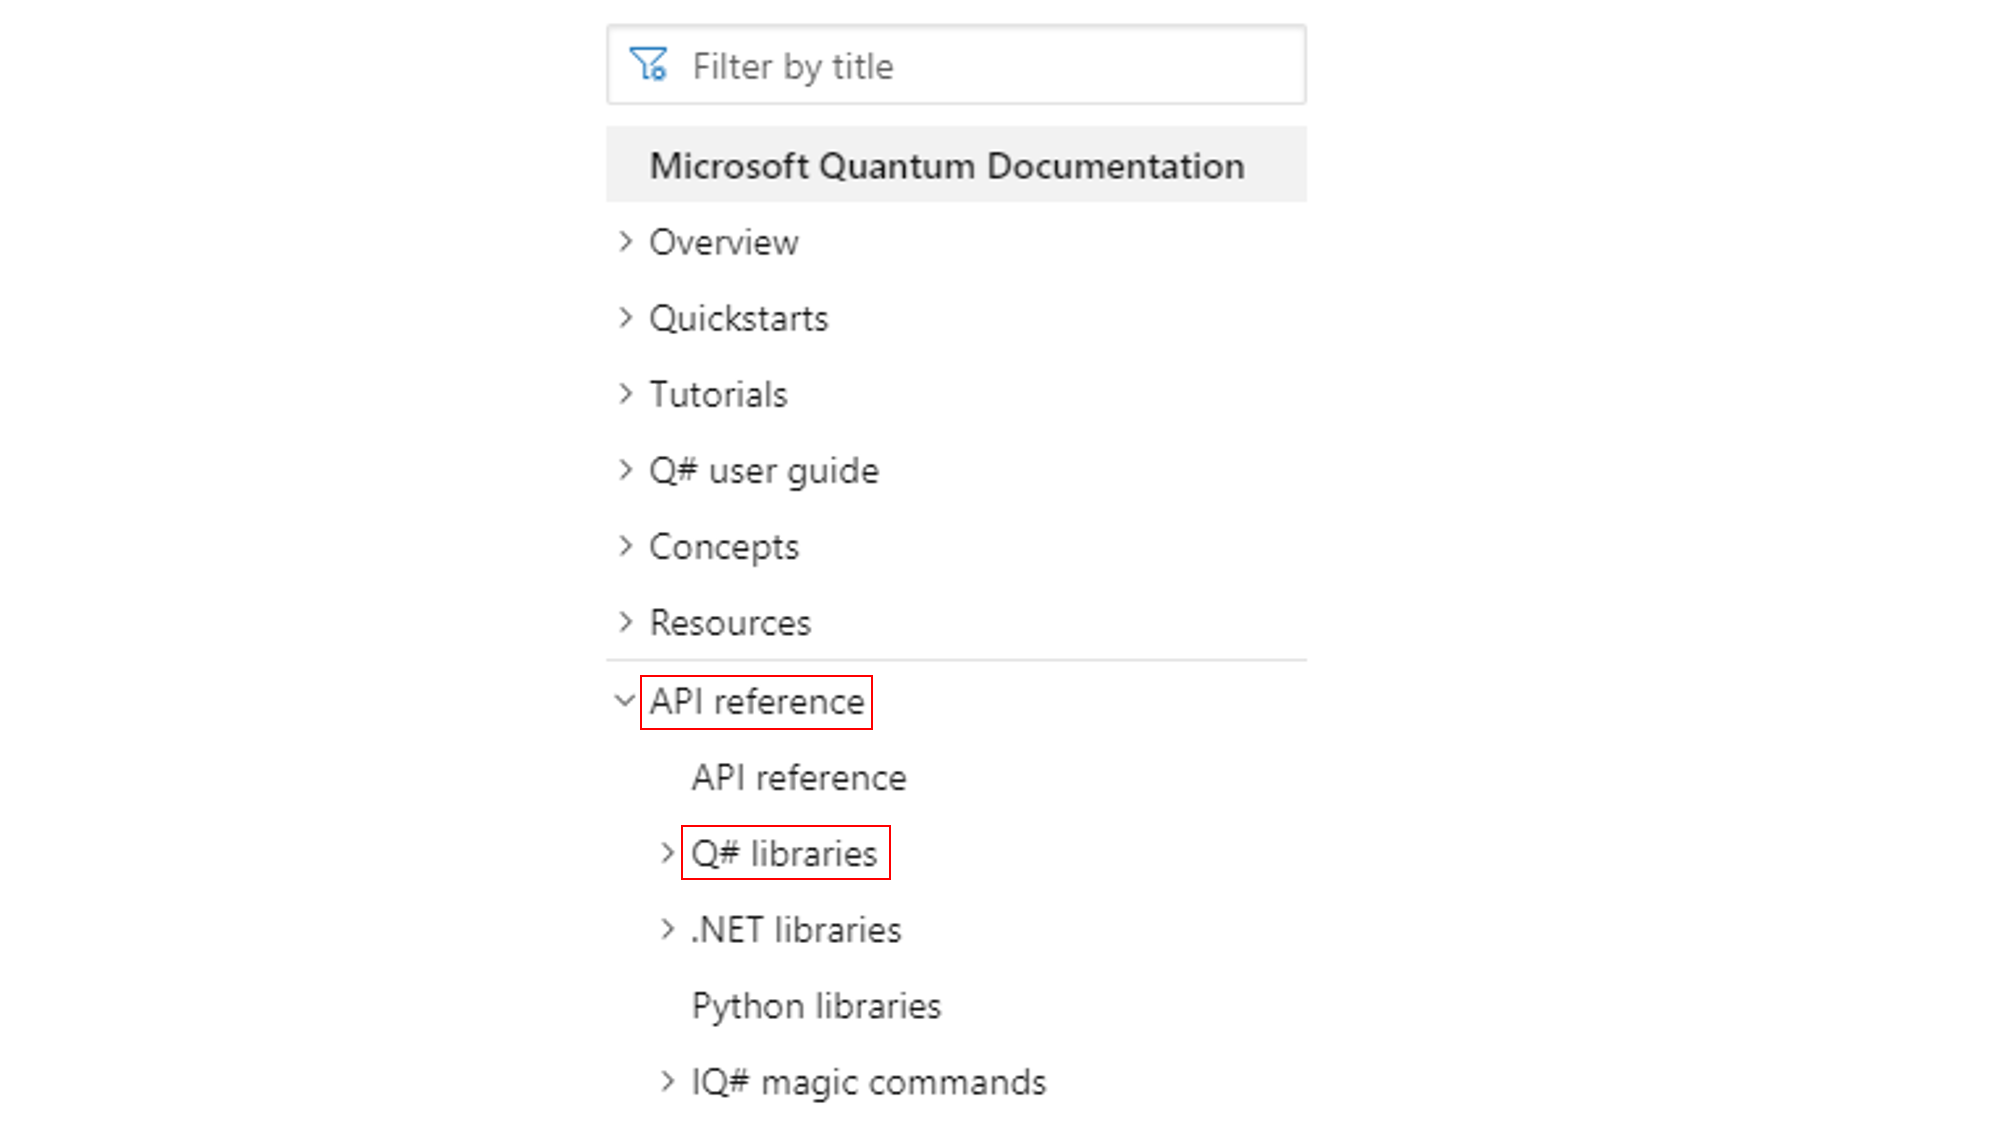 Filter by title
Microsoft Quantum Documentation
Overview
Quickstarts
Tutorials
Q# user guide
Concepts
Resources
API reference
API reference
Q# libraries
.NET libraries
Python libraries
IQ# magic commands